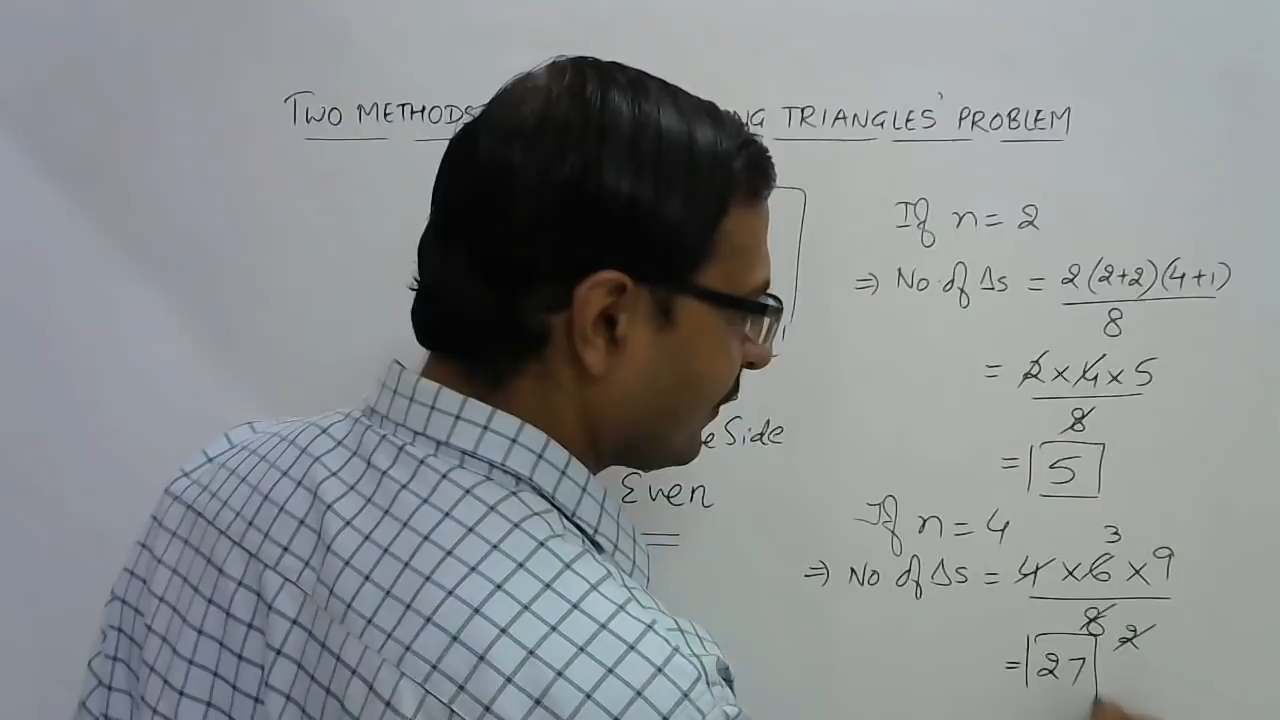 TWO METHODS TRIANGLES' PROBLEM
If n = 2
⇒ No. of Δs = 2(2+2)(4+1)
8
= 2 × 4 × 5
8
= 5
Side
Even
If n = 4
3
⇒ No of Δs = 4 × 6 × 9
8 2
= 27